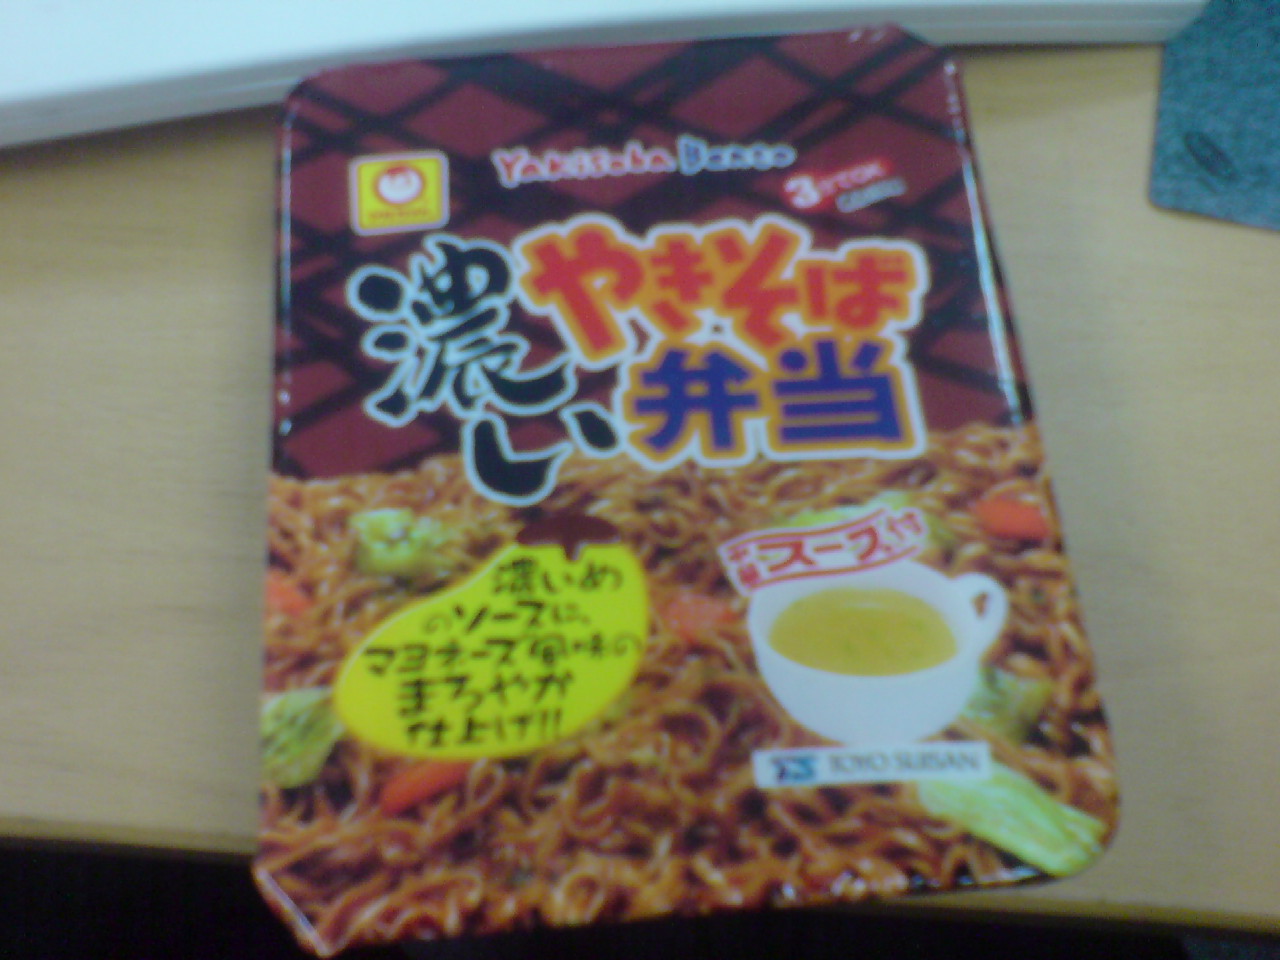 Yakisoba Bento
濃い
やきそば
弁当
濃いめ
のソースに、
マヨネーズ風味の
まろやか
仕上げ!!
スープ付
TOYO SUISAN